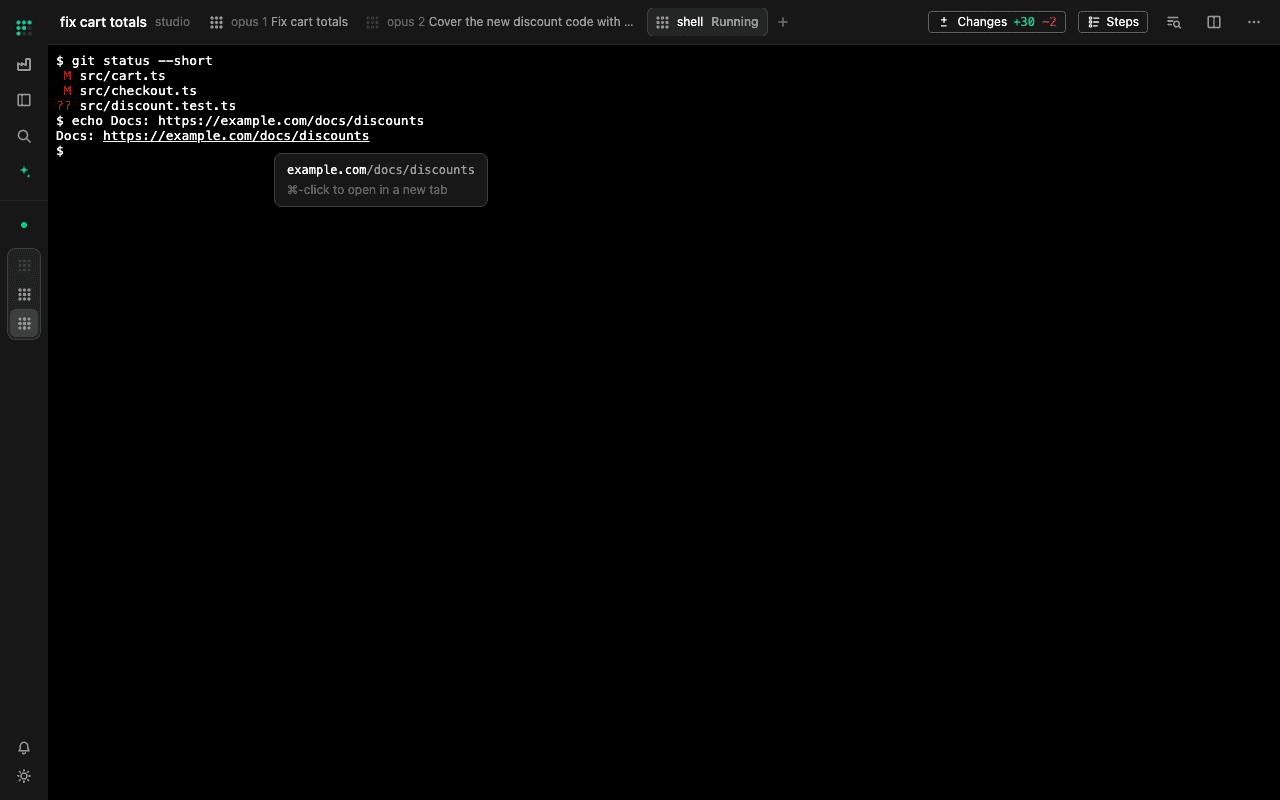 fix cart totals studio opus 1 Fix cart totals opus 2 Cover the new discount code with ... shell Running + Changes +30 −2 Steps
$ git status --short
M src/cart.ts
M src/checkout.ts
?? src/discount.test.ts
$ echo Docs: https://example.com/docs/discounts
Docs: https://example.com/docs/discounts
$
example.com/docs/discounts
⌘-click to open in a new tab